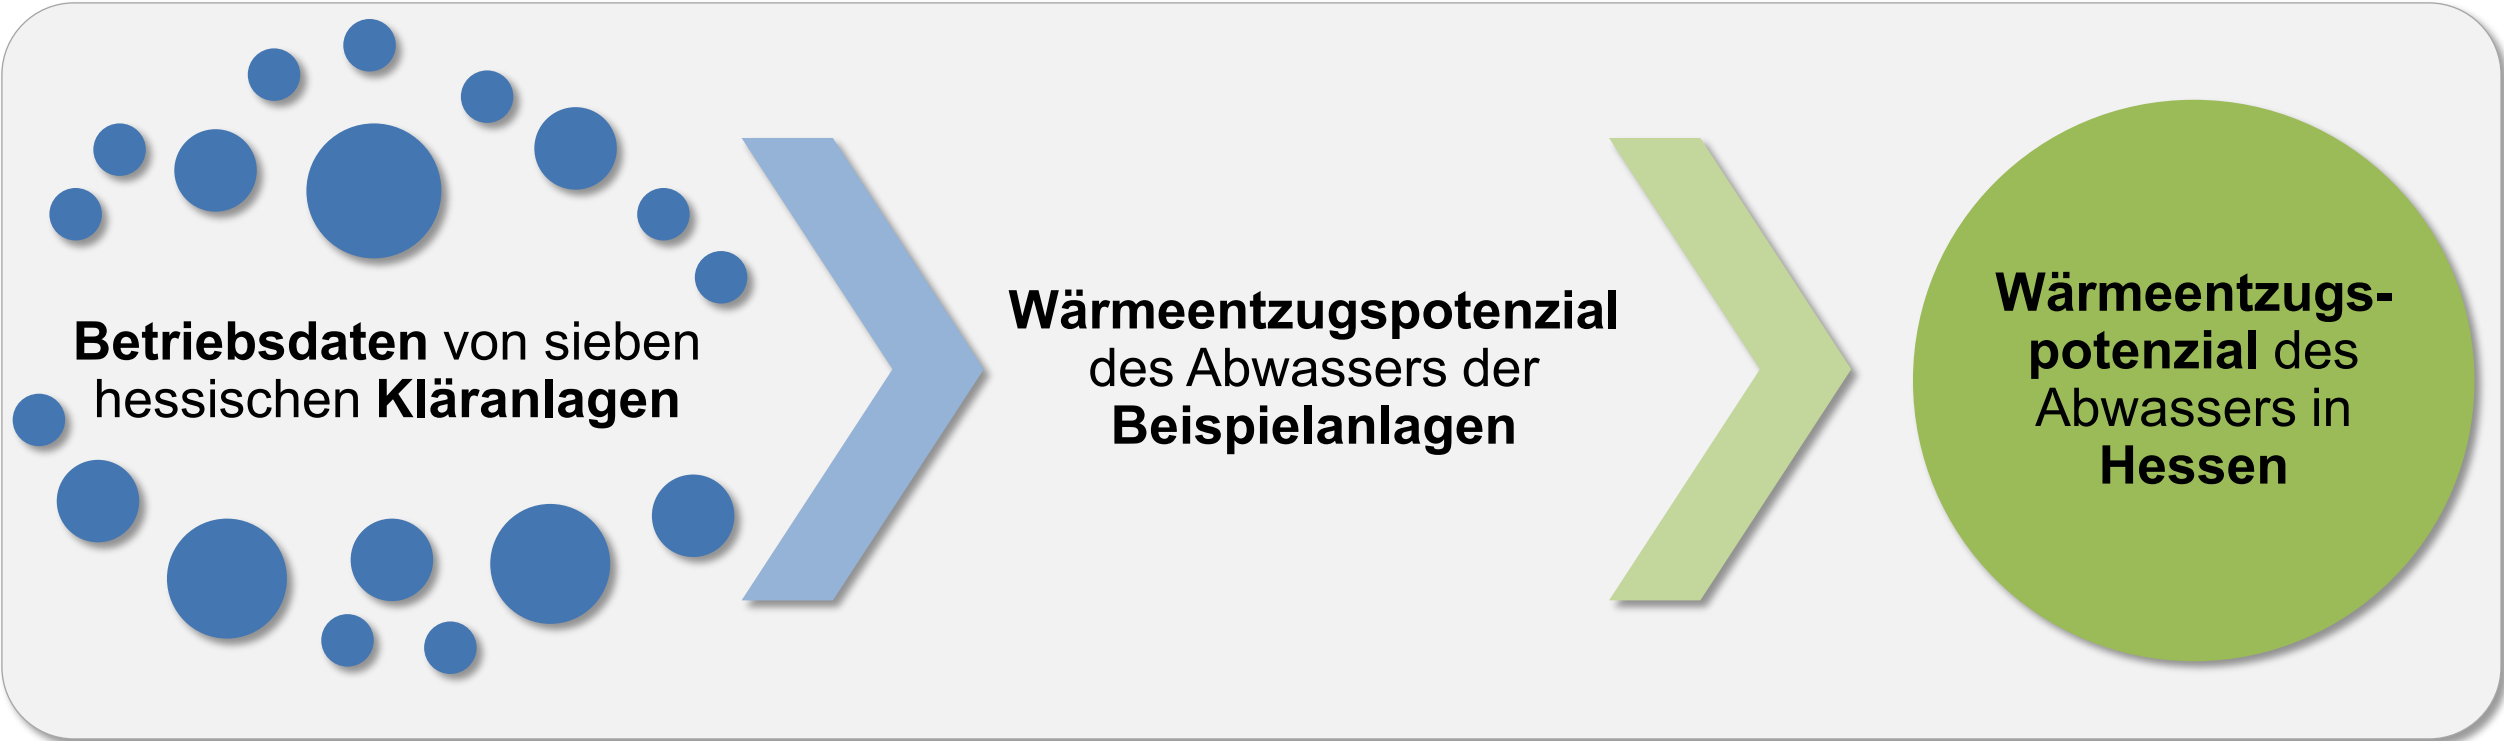 Betriebsdaten von sieben
hessischen Kläranlagen
Wärmeentzugspotenzial
des Abwassers der
Beispielanlagen
Wärmeentzugs-
potenzial des
Abwassers in
Hessen